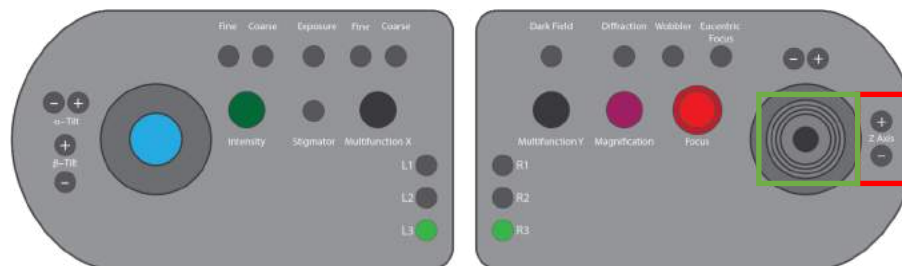 Fine Coarse Exposure Fine Coarse
− + 
α-Tilt
+
β-Tilt
−
Intensity Stigmator Multifunction X
L1
L2
L3
Dark Field Diffraction Wobbler Eucentric
Focus
− +
Multifunction Y Magnification Focus
+
Z Axis
−
R1
R2
R3